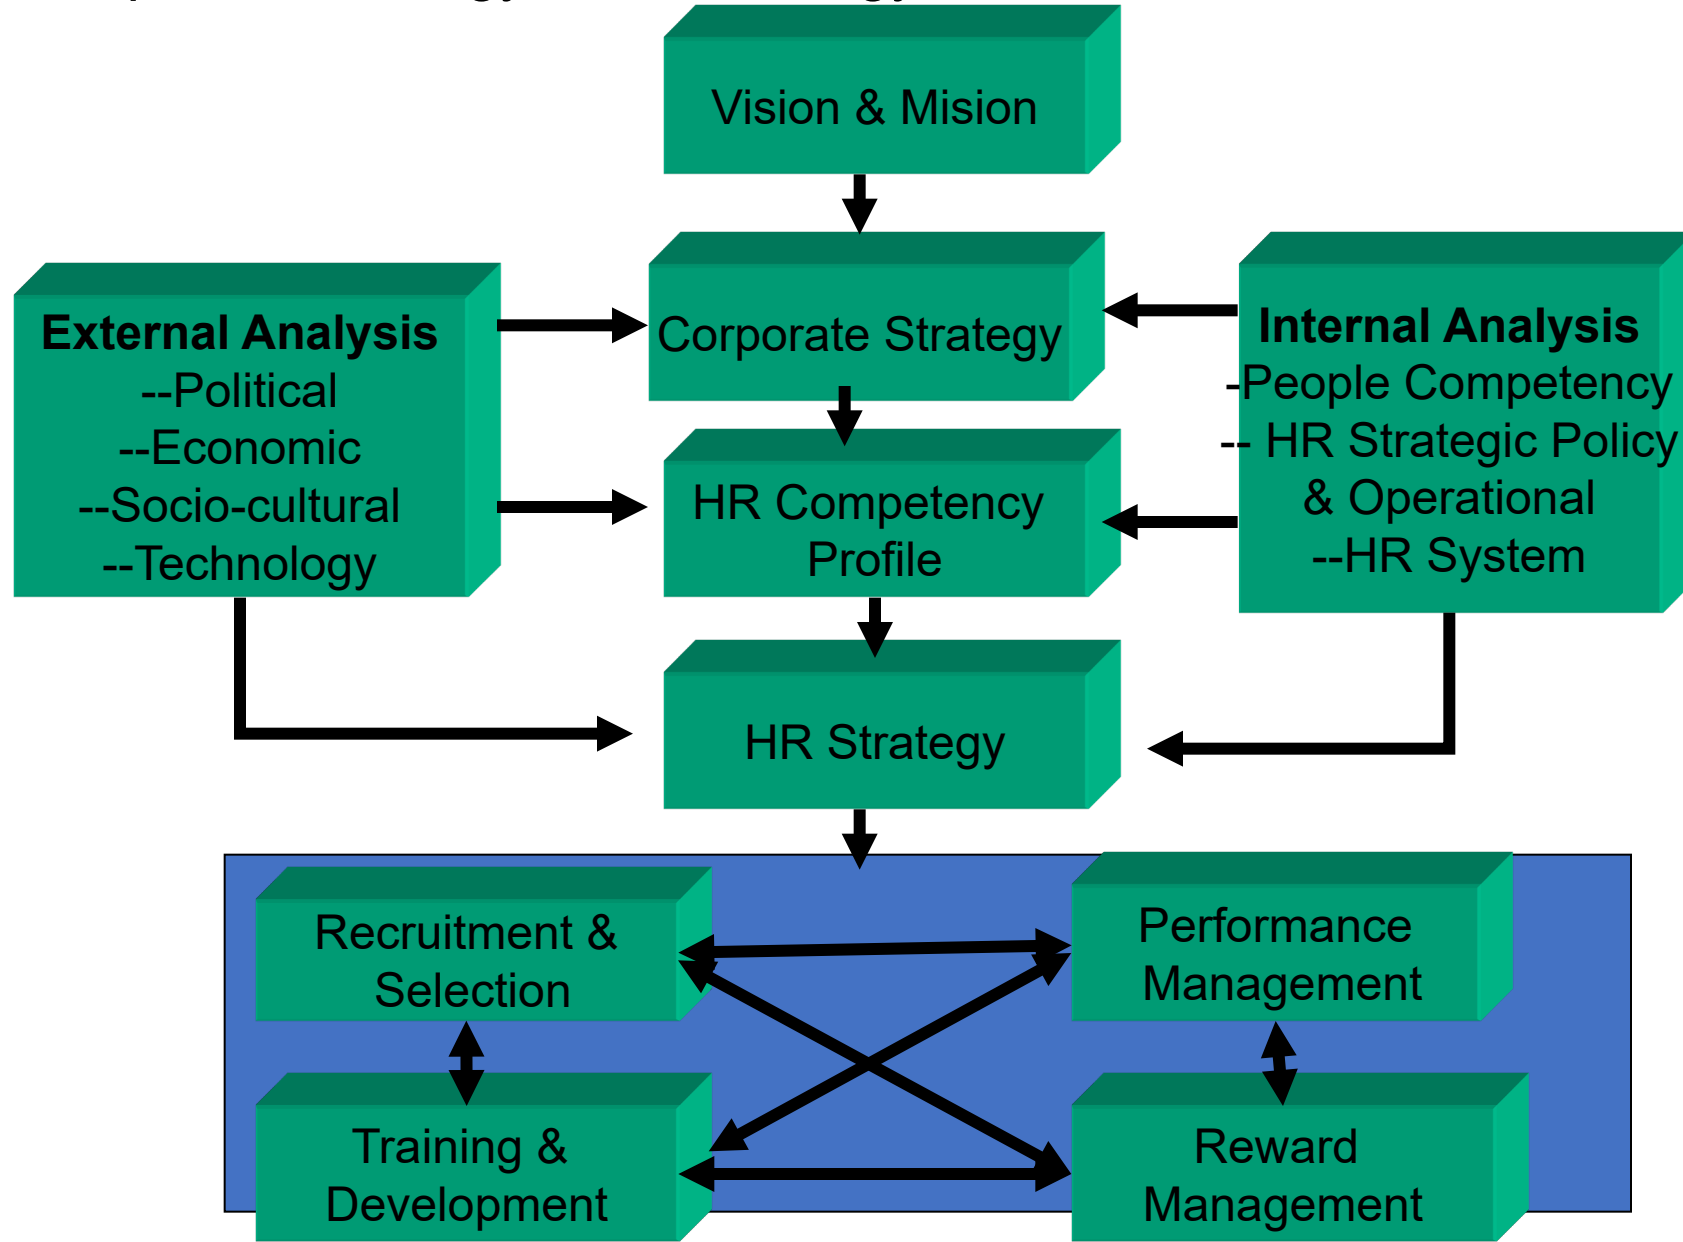 Vision & Mision
External Analysis
--Political
--Economic
--Socio-cultural
--Technology
Corporate Strategy
Internal Analysis
-People Competency
-- HR Strategic Policy
& Operational
--HR System
HR Competency
Profile
HR Strategy
Recruitment &
Selection
Performance
Management
Training &
Development
Reward
Management